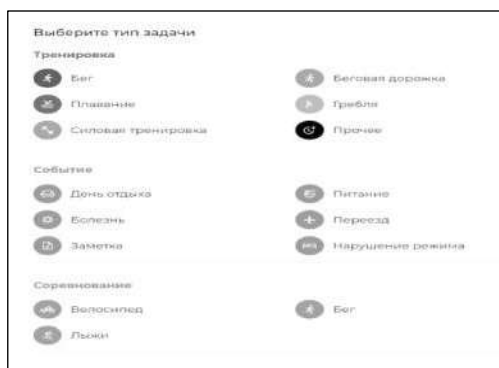 Выберите тип задачи
Тренировка
Бег
Беговая дорожка
Плавание
Гребля
Силовая тренировка
Прочее
Событие
День отдыха
Питание
Болезнь
Переезд
Заметка
Нарушение режима
Соревнование
Велосипед
Бег
Лыжи